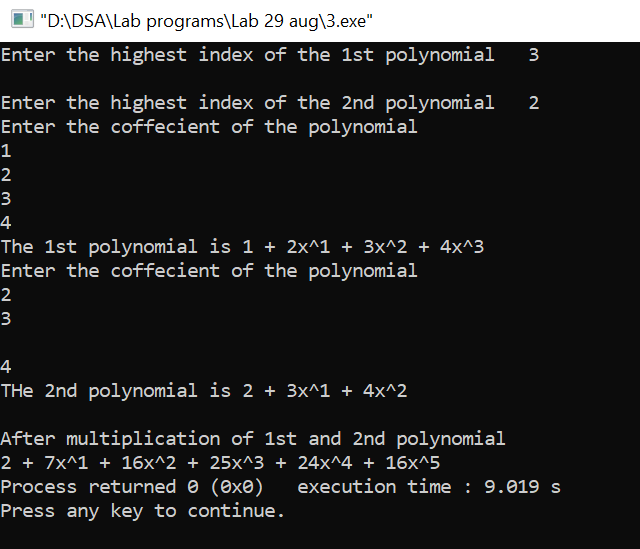 "D:\DSA\Lab programs\Lab 29 aug\3.exe"
Enter the highest index of the 1st polynomial   3
Enter the highest index of the 2nd polynomial   2
Enter the coffecient of the polynomial
1
2
3
4
The 1st polynomial is 1 + 2x^1 + 3x^2 + 4x^3
Enter the coffecient of the polynomial
2
3
4
THe 2nd polynomial is 2 + 3x^1 + 4x^2
After multiplication of 1st and 2nd polynomial
2 + 7x^1 + 16x^2 + 25x^3 + 24x^4 + 16x^5
Process returned 0 (0x0)   execution time : 9.019 s
Press any key to continue.